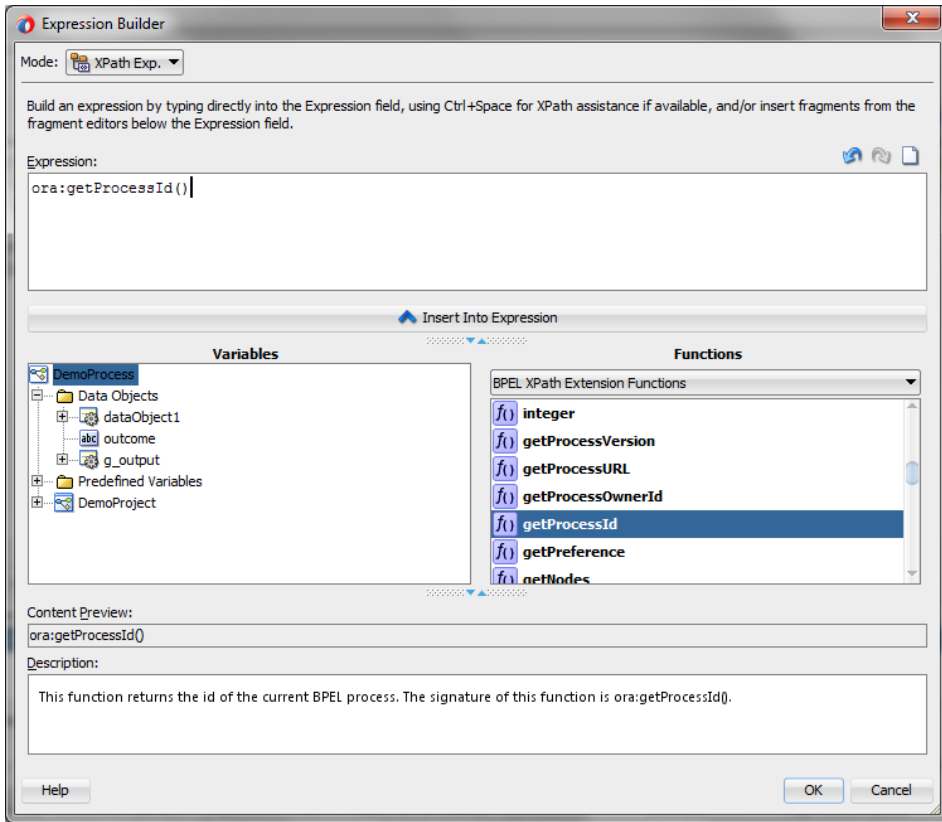 Expression Builder
Mode: XPath Exp.
Build an expression by typing directly into the Expression field, using Ctrl+Space for XPath assistance if available, and/or insert fragments from the
fragment editors below the Expression field.
Expression:
ora:getProcessId()
Insert Into Expression
Variables
DemoProcess
Data Objects
dataObject1
abc outcome
g_output
Predefined Variables
DemoProject
Functions
BPEL XPath Extension Functions
f() integer
f() getProcessVersion
f() getProcessURL
f() getProcessOwnerId
f() getProcessId
f() getPreference
f() getNodes
Content Preview:
ora:getProcessId()
Description:
This function returns the id of the current BPEL process. The signature of this function is ora:getProcessId().
Help
OK
Cancel